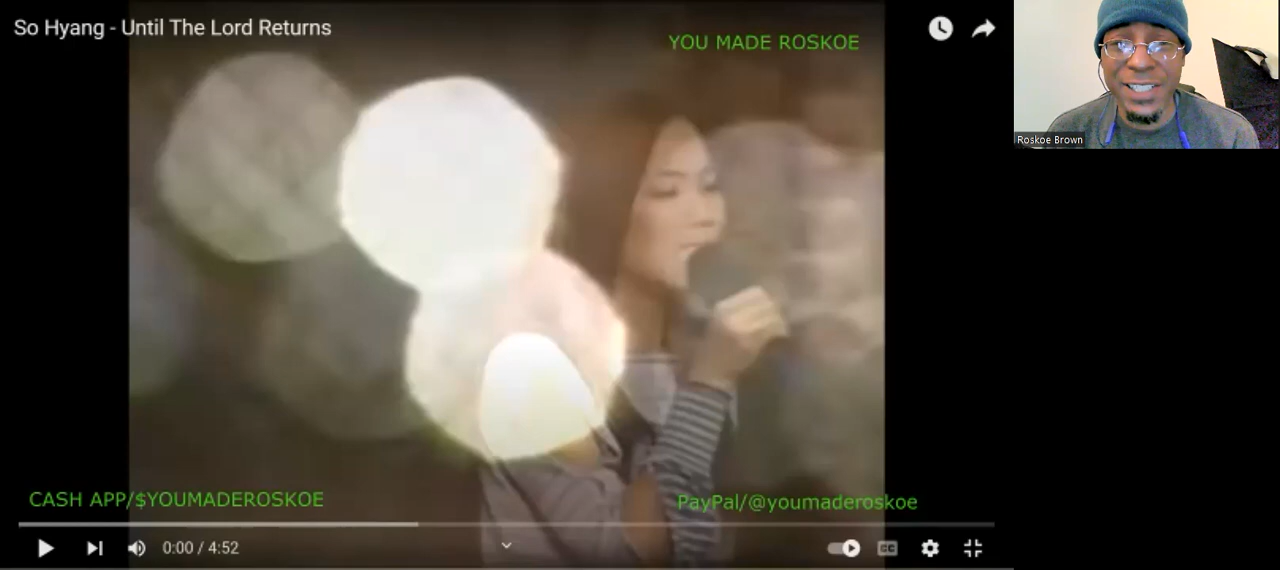 So Hyang - Until The Lord Returns
YOU MADE ROSKOE
Roskoe Brown
CASH APP/$YOUMADEROSKOE
PayPal/@youmaderoskoe
0:00 / 4:52
CC